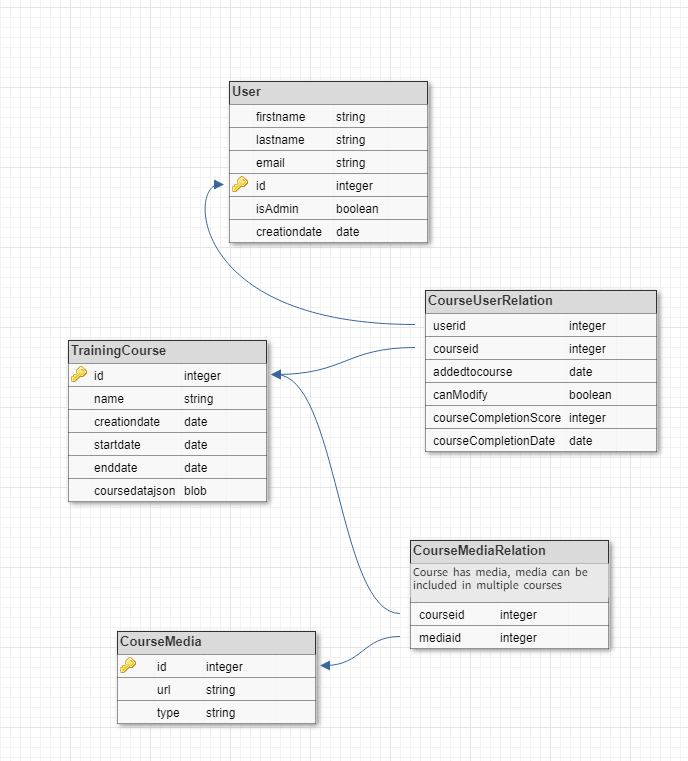 User
firstname string
lastname string
email string
id integer
isAdmin boolean
creationdate date
CourseUserRelation
userid integer
courseid integer
addedtocourse date
canModify boolean
courseCompletionScore integer
courseCompletionDate date
TrainingCourse
id integer
name string
creationdate date
startdate date
enddate date
coursedatajson blob
CourseMediaRelation
Course has media, media can be
included in multiple courses
courseid integer
mediaid integer
CourseMedia
id integer
url string
type string